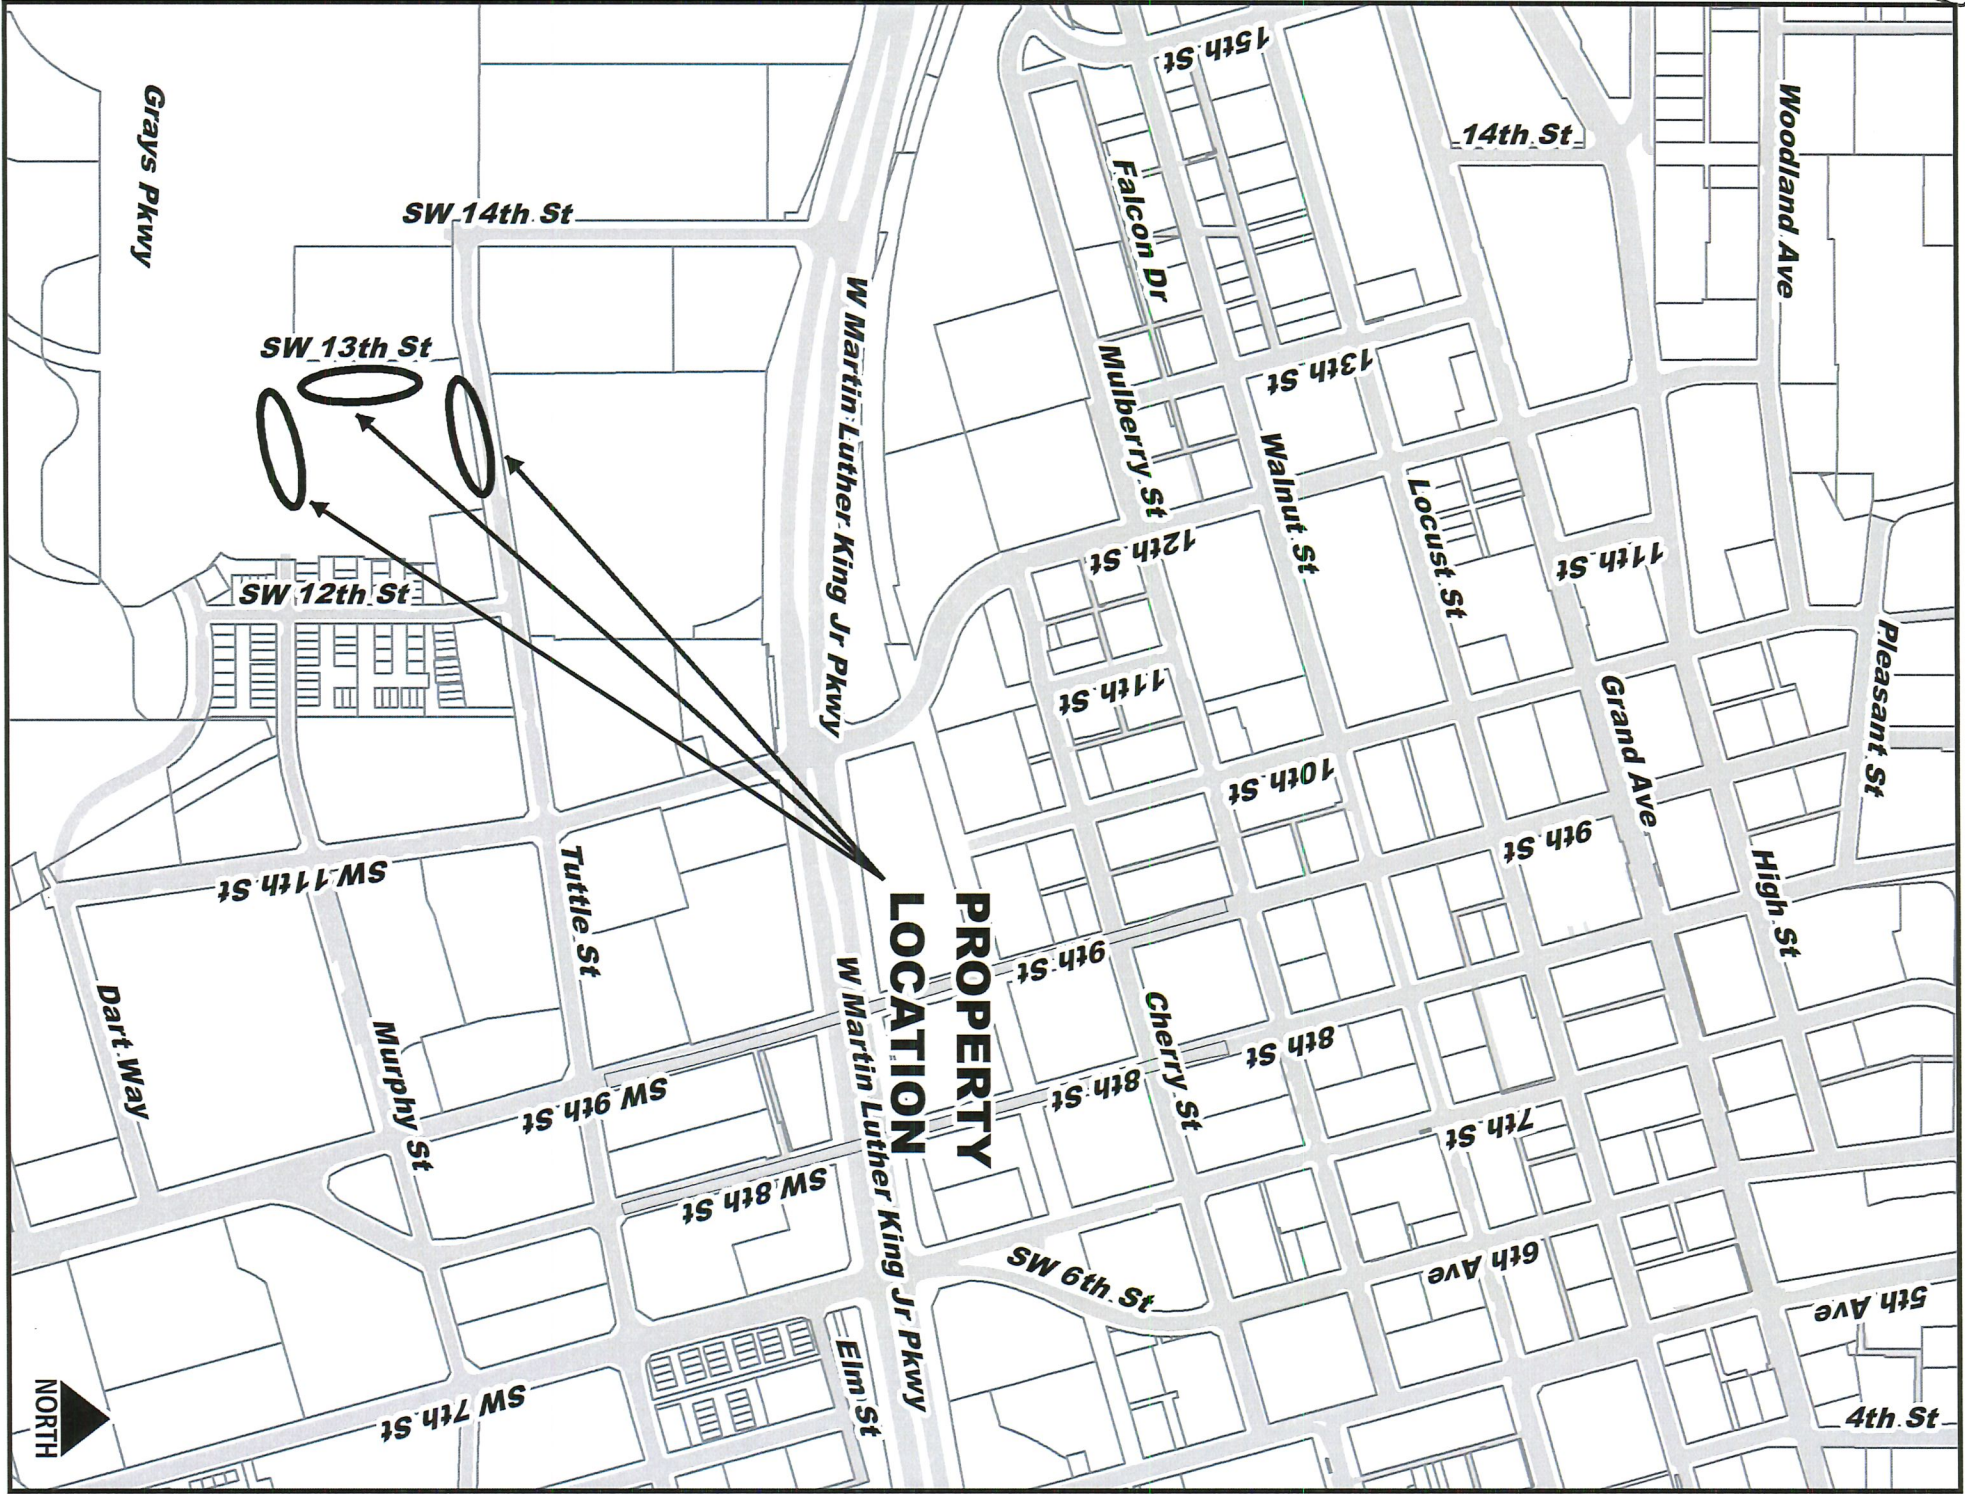 15th St
Woodland Ave
14th St
Grays Pkwy
Falcon Dr
SW 14th St
W Martin Luther King Jr Pkwy
SW 13th St
13th St
Mulberry St
Walnut St
Locust St
12th St
11th St
SW 12th St
Pleasant St
11th St
Grand Ave
10th St
9th St
High St
SW 11th St
Tuttle St
PROPERTY
LOCATION
9th St
W Martin Luther King Jr Pkwy
Dart Way
Cherry St
Murphy St
8th St
8th St
SW 9th St
7th St
SW 8th St
SW 6th St
6th Ave
5th Ave
Elm St
SW 7th St
4th St
NORTH